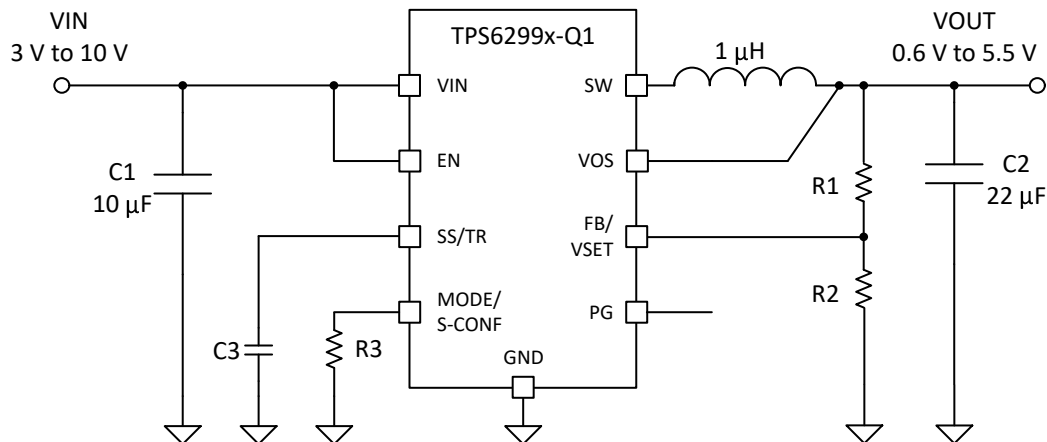 VIN
3 V to 10 V
TPS6299x-Q1
VOUT
0.6 V to 5.5 V
1 µH
VIN
SW
EN
VOS
C1
10 µF
R1
C2
22 µF
SS/TR
FB/
VSET
MODE/
S-CONF
PG
R2
C3
R3
GND